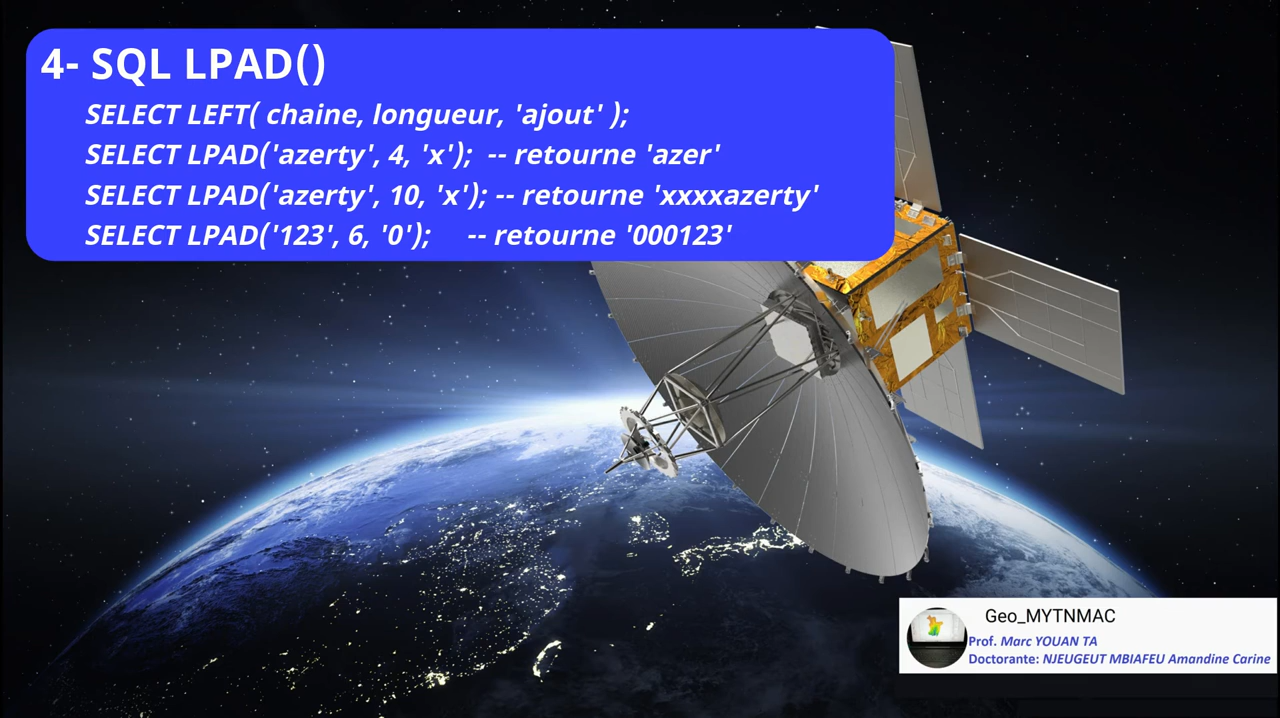 4- SQL LPAD()
SELECT LEFT( chaine, longueur, 'ajout' );
SELECT LPAD('azerty', 4, 'x'); -- retourne 'azer'
SELECT LPAD('azerty', 10, 'x'); -- retourne 'xxxxazerty'
SELECT LPAD('123', 6, '0'); -- retourne '000123'
Geo_MYTNMAC
Prof. Marc YOUAN TA
Doctorante: NJEUGEUT MBIAFEU Amandine Carine